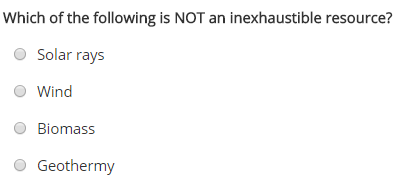 Which of the following is NOT an inexhaustible resource?
Solar rays
Wind
Biomass
Geothermy